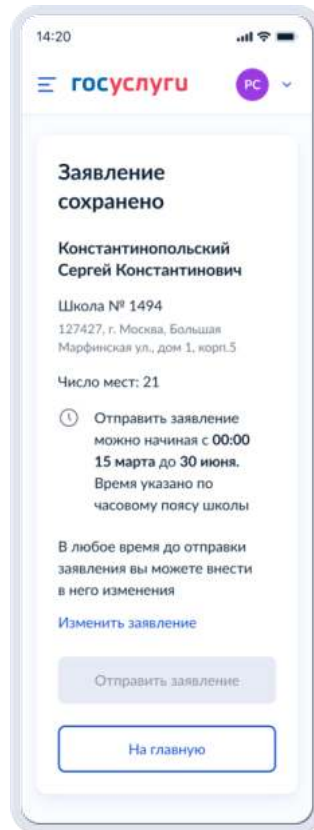 14:20
госуслуги
РС
Заявление
сохранено
Константинопольский
Сергей Константинович
Школа № 1494
127427, г. Москва, Большая
Марфинская ул., дом 1, корп.5
Число мест: 21
Отправить заявление
можно начиная с 00:00
15 марта до 30 июня.
Время указано по
часовому поясу школы
В любое время до отправки
заявления вы можете внести
в него изменения
Изменить заявление
Отправить заявление
На главную